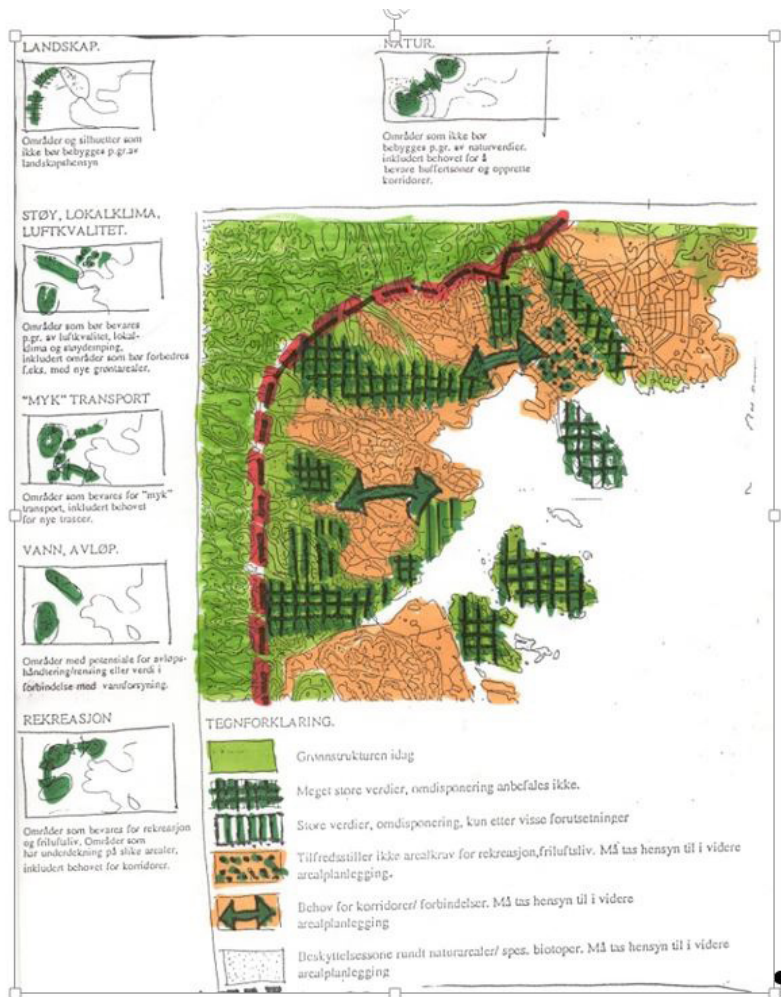 LANDSKAP.
Områder og silhuetter som
ikke bør bebygges p.gr.av
landskapshensyn
NATUR.
Områder som ikke bør
bebygges p.gr. av naturverdier,
inkludert behovet for å
bevare buffertsoner og opprette
korridorer.
STØY, LOKALKLIMA,
LUFTKVALITET.
Områder som bør bevares
p.gr. av luftkvalitet, lokal-
klima og støydemping,
inkludert områder som bør forbedres
f.eks. med nye grøntarealer.
"MYK" TRANSPORT
Områder som bevares for "myk"
transport, inkludert behovet
for nye traseer.
VANN, AVLØP.
Områder med potensiale for avløps-
håndtering/rensing eller verdi i
forbindelse med vannforsyning.
REKREASJON
Områder som bevares for rekreasjon
og friluftsliv. Områder som
har underdekning på slike arealer,
inkludert behovet for korridorer.
TEGNFORKLARING.
Grønnstrukturen idag
Meget store verdier, omdisponering anbefales ikke.
Store verdier, omdisponering, kun etter visse forutsetninger
Tilfredsstiller ikke arealkrav for rekreasjon,friluftsliv. Må tas hensyn til i videre
arealplanlegging.
Behov for korridorer/ forbindelser. Må tas hensyn til i videre
arealplanlegging
Beskyttelsessone rundt naturarealer/ spes. biotoper. Må tas hensyn til i videre
arealplanlegging